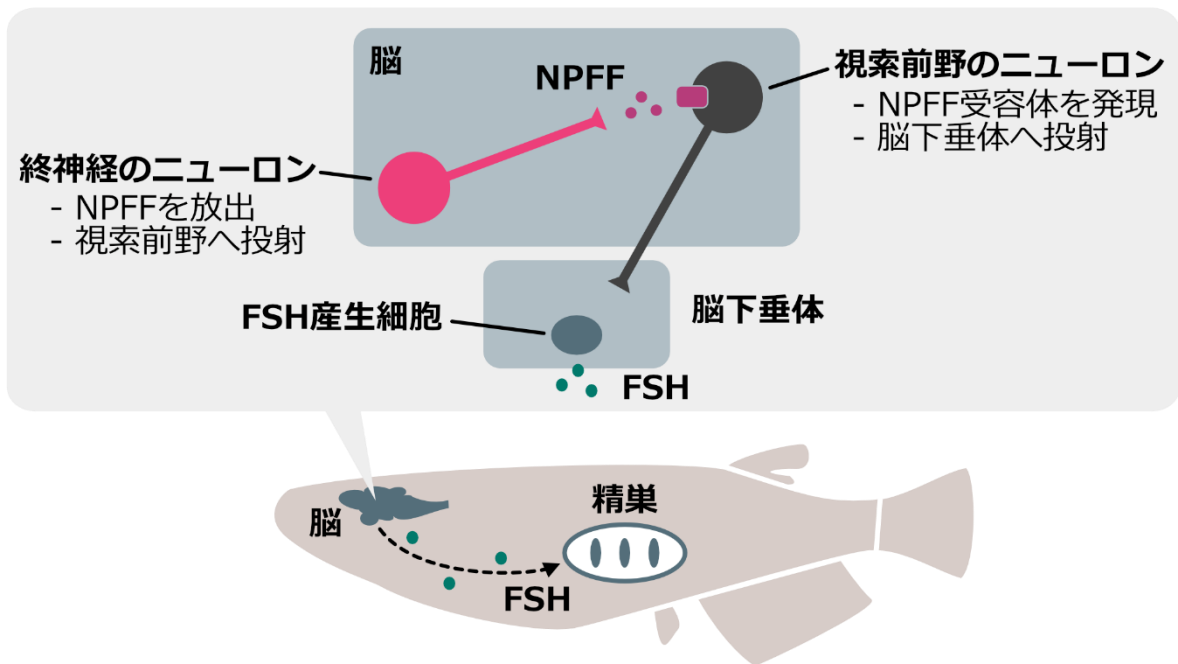 脳
NPFF
視索前野のニューロン
- NPFF受容体を発現
- 脳下垂体へ投射
終神経のニューロン
- NPFFを放出
- 視索前野へ投射
FSH産生細胞
脳下垂体
FSH
脳
精巣
FSH